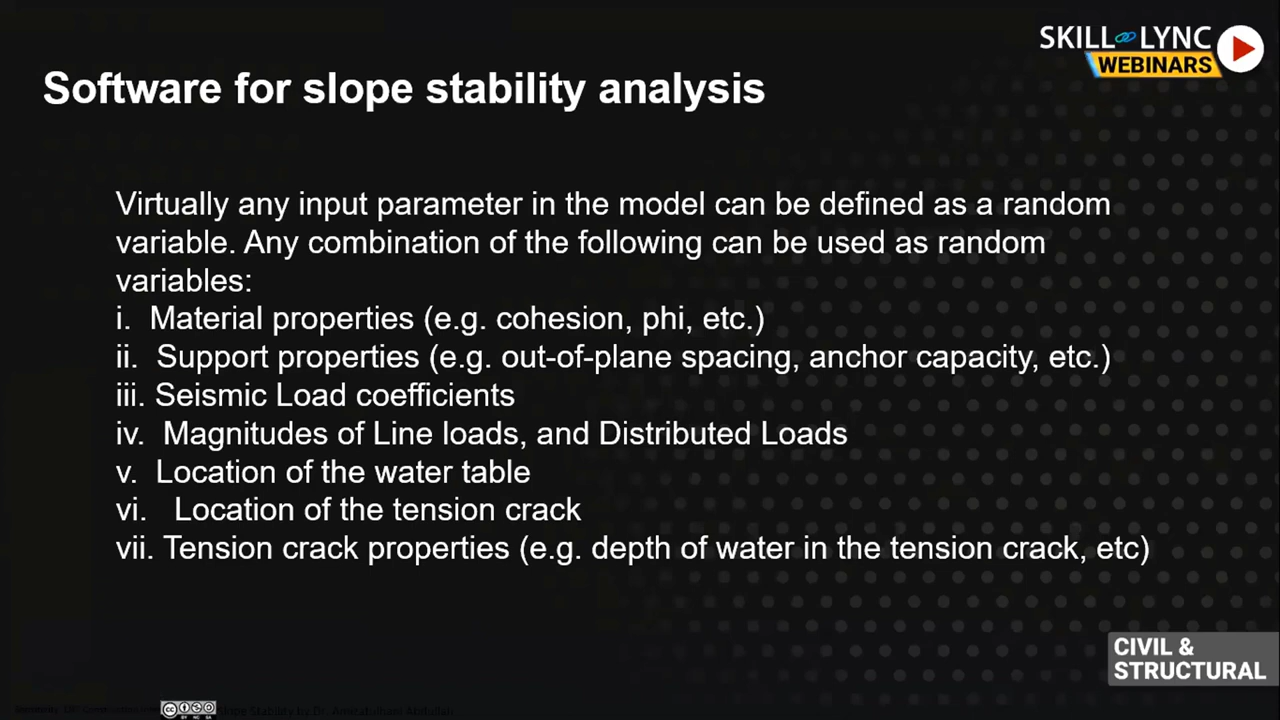 SKILL LYNC
WEBINARS
Software for slope stability analysis
Virtually any input parameter in the model can be defined as a random
variable. Any combination of the following can be used as random
variables:
i. Material properties (e.g. cohesion, phi, etc.)
ii. Support properties (e.g. out-of-plane spacing, anchor capacity, etc.)
iii. Seismic Load coefficients
iv. Magnitudes of Line loads, and Distributed Loads
v. Location of the water table
vi. Location of the tension crack
vii. Tension crack properties (e.g. depth of water in the tension crack, etc)
CIVIL &
STRUCTURAL
Slope Stability by Dr.